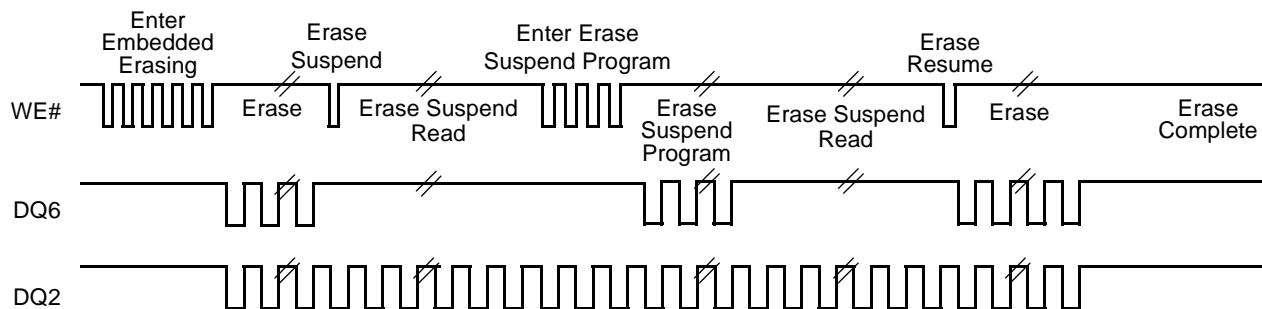 Enter
Embedded
Erasing
Erase
Suspend
Enter Erase
Suspend Program
Erase
Resume
WE#
Erase
Erase Suspend
Read
Erase
Suspend
Program
Erase Suspend
Read
Erase
Erase
Complete
DQ6
DQ2